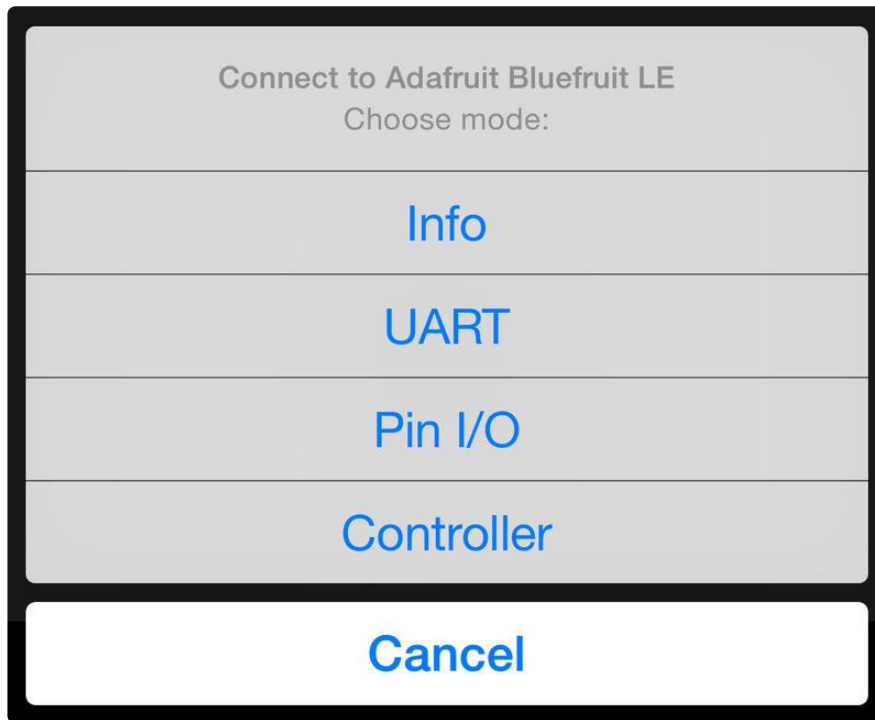 Connect to Adafruit Bluefruit LE
Choose mode:
Info
UART
Pin I/O
Controller
Cancel